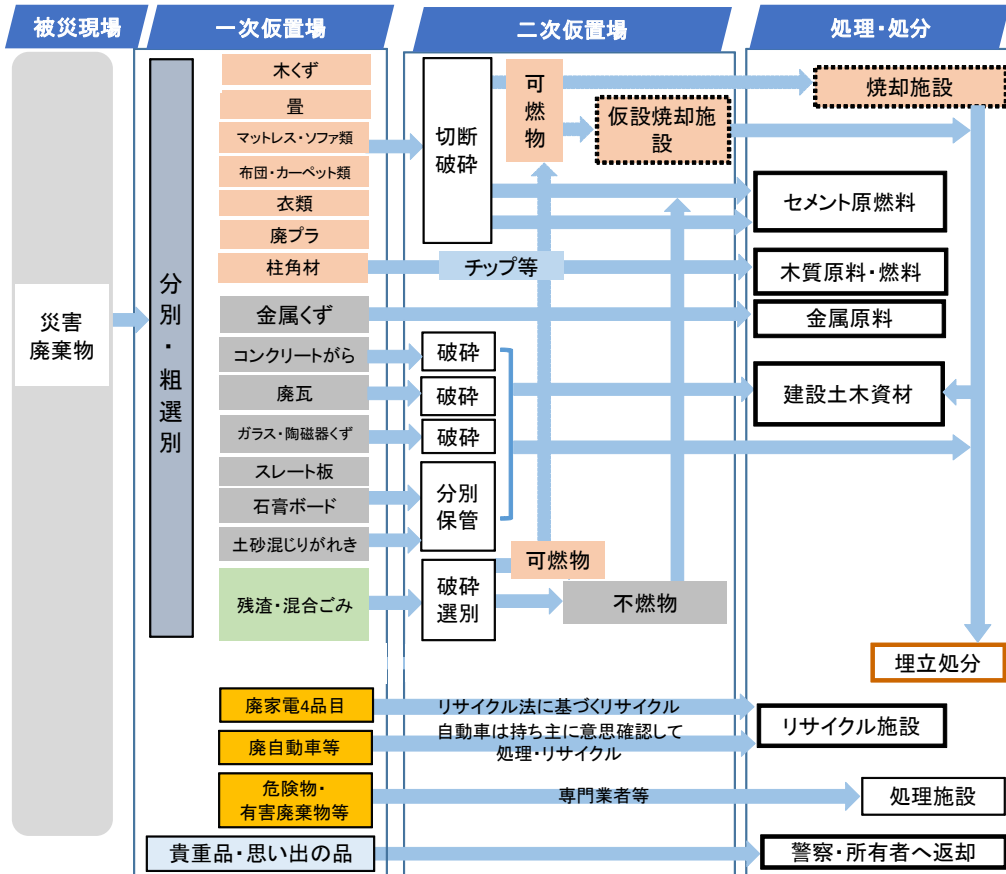 被災現場
一次仮置場
二次仮置場
処理・処分
災害
廃棄物
分別・粗選別
木くず
畳
マットレス・ソファ類
布団・カーペット類
衣類
廃プラ
柱角材
金属くず
コンクリートがら
廃瓦
ガラス・陶磁器くず
スレート板
石膏ボード
土砂混じりがれき
残渣・混合ごみ
廃家電4品目
廃自動車等
危険物・
有害廃棄物等
貴重品・思い出の品
切断
破砕
可燃物
仮設焼却施
設
チップ等
破砕
破砕
破砕
分別
保管
破砕
選別
可燃物
不燃物
リサイクル法に基づくリサイクル
自動車は持ち主に意思確認して
処理・リサイクル
専門業者等
焼却施設
セメント原燃料
木質原料・燃料
金属原料
建設土木資材
埋立処分
リサイクル施設
処理施設
警察・所有者へ返却